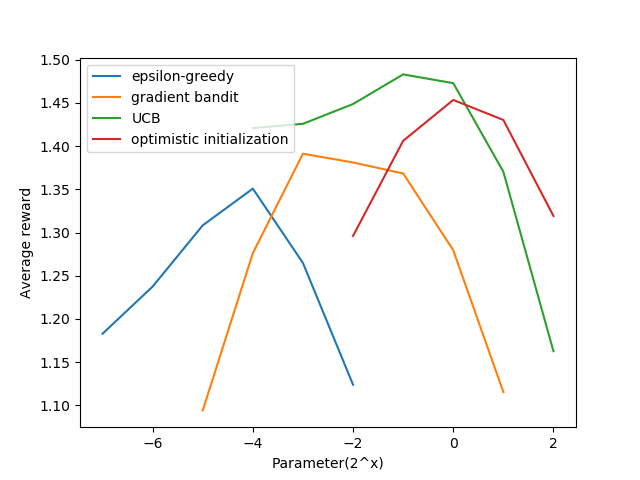 1.50
1.45
1.40
1.35
1.30
1.25
1.20
1.15
1.10
Average reward
epsilon-greedy
gradient bandit
UCB
optimistic initialization
−6
−4
−2
0
2
Parameter(2^x)